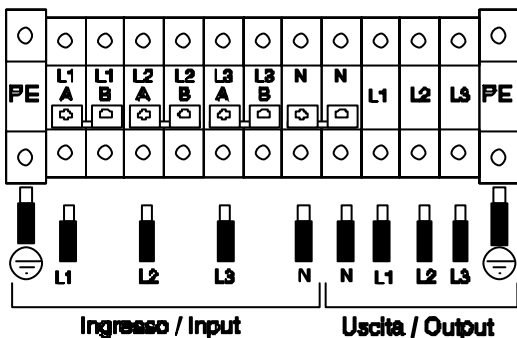 PE L1 A L1 B L2 A L2 B L3 A L3 B N N L1 L2 L3 PE
L1 L2 L3 N N L1 L2 L3
Ingresso / Input Uscita / Output